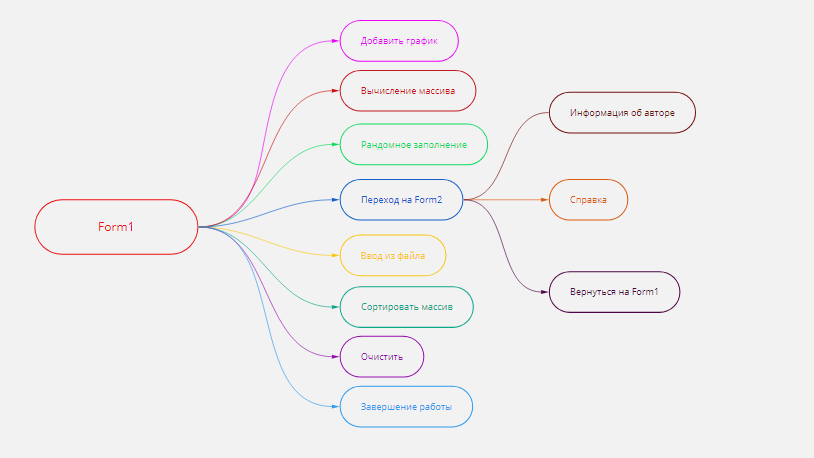 Form1
Добавить график
Вычисление массива
Рандомное заполнение
Переход на Form2
Информация об авторе
Справка
Вернуться на Form1
Ввод из файла
Сортировать массив
Очистить
Завершение работы